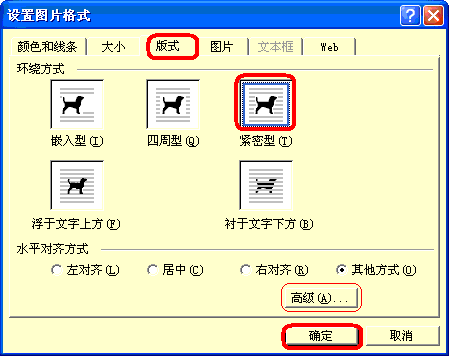 设置图片格式
颜色和线条 大小 版式 图片 文本框 Web
环绕方式
嵌入型(I) 四周型(Q) 紧密型(T)
浮于文字上方(F) 衬于文字下方(B)
水平对齐方式
左对齐(L) 居中(C) 右对齐(R) 其他方式(O)
高级(A)...
确定 取消